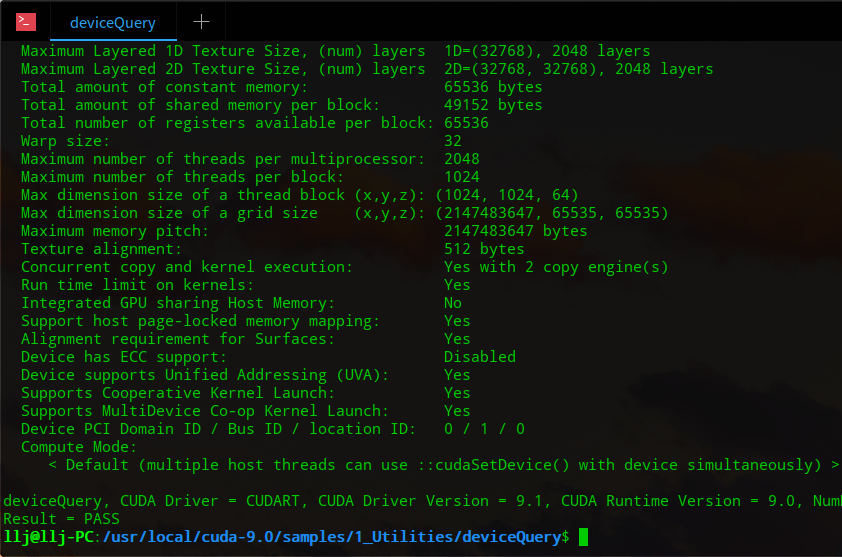 deviceQuery
Maximum Layered 1D Texture Size, (num) layers  1D=(32768), 2048 layers
Maximum Layered 2D Texture Size, (num) layers  2D=(32768, 32768), 2048 layers
Total amount of constant memory:               65536 bytes
Total amount of shared memory per block:       49152 bytes
Total number of registers available per block: 65536
Warp size:                                     32
Maximum number of threads per multiprocessor:  2048
Maximum number of threads per block:           1024
Max dimension size of a thread block (x,y,z): (1024, 1024, 64)
Max dimension size of a grid size    (x,y,z): (2147483647, 65535, 65535)
Maximum memory pitch:                          2147483647 bytes
Texture alignment:                             512 bytes
Concurrent copy and kernel execution:          Yes with 2 copy engine(s)
Run time limit on kernels:                     Yes
Integrated GPU sharing Host Memory:            No
Support host page-locked memory mapping:       Yes
Alignment requirement for Surfaces:            Yes
Device has ECC support:                        Disabled
Device supports Unified Addressing (UVA):      Yes
Supports Cooperative Kernel Launch:            Yes
Supports MultiDevice Co-op Kernel Launch:      Yes
Device PCI Domain ID / Bus ID / location ID:   0 / 1 / 0
Compute Mode:
< Default (multiple host threads can use ::cudaSetDevice() with device simultaneously) >
deviceQuery, CUDA Driver = CUDART, CUDA Driver Version = 9.1, CUDA Runtime Version = 9.0,
Result = PASS
llj@llj-PC:/usr/local/cuda-9.0/samples/1_Utilities/deviceQuery$